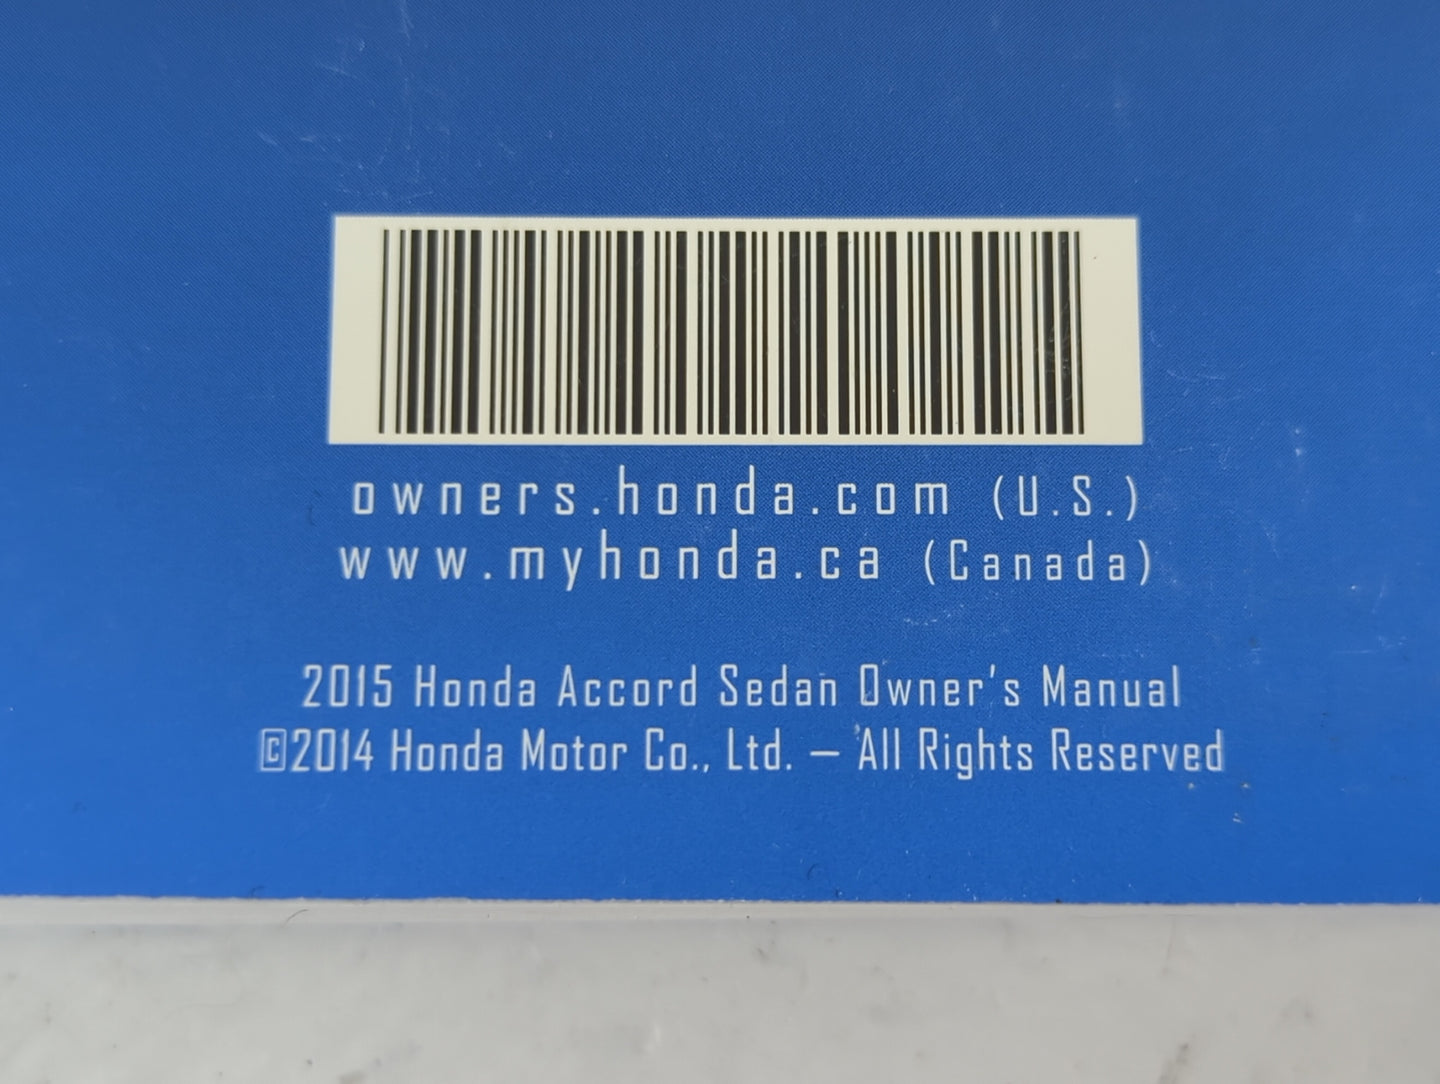 owners.honda.com (U.S.)
www.myhonda.ca (Canada)
2015 Honda Accord Sedan Owner's Manual
©2014 Honda Motor Co., Ltd. — All Rights Reserved